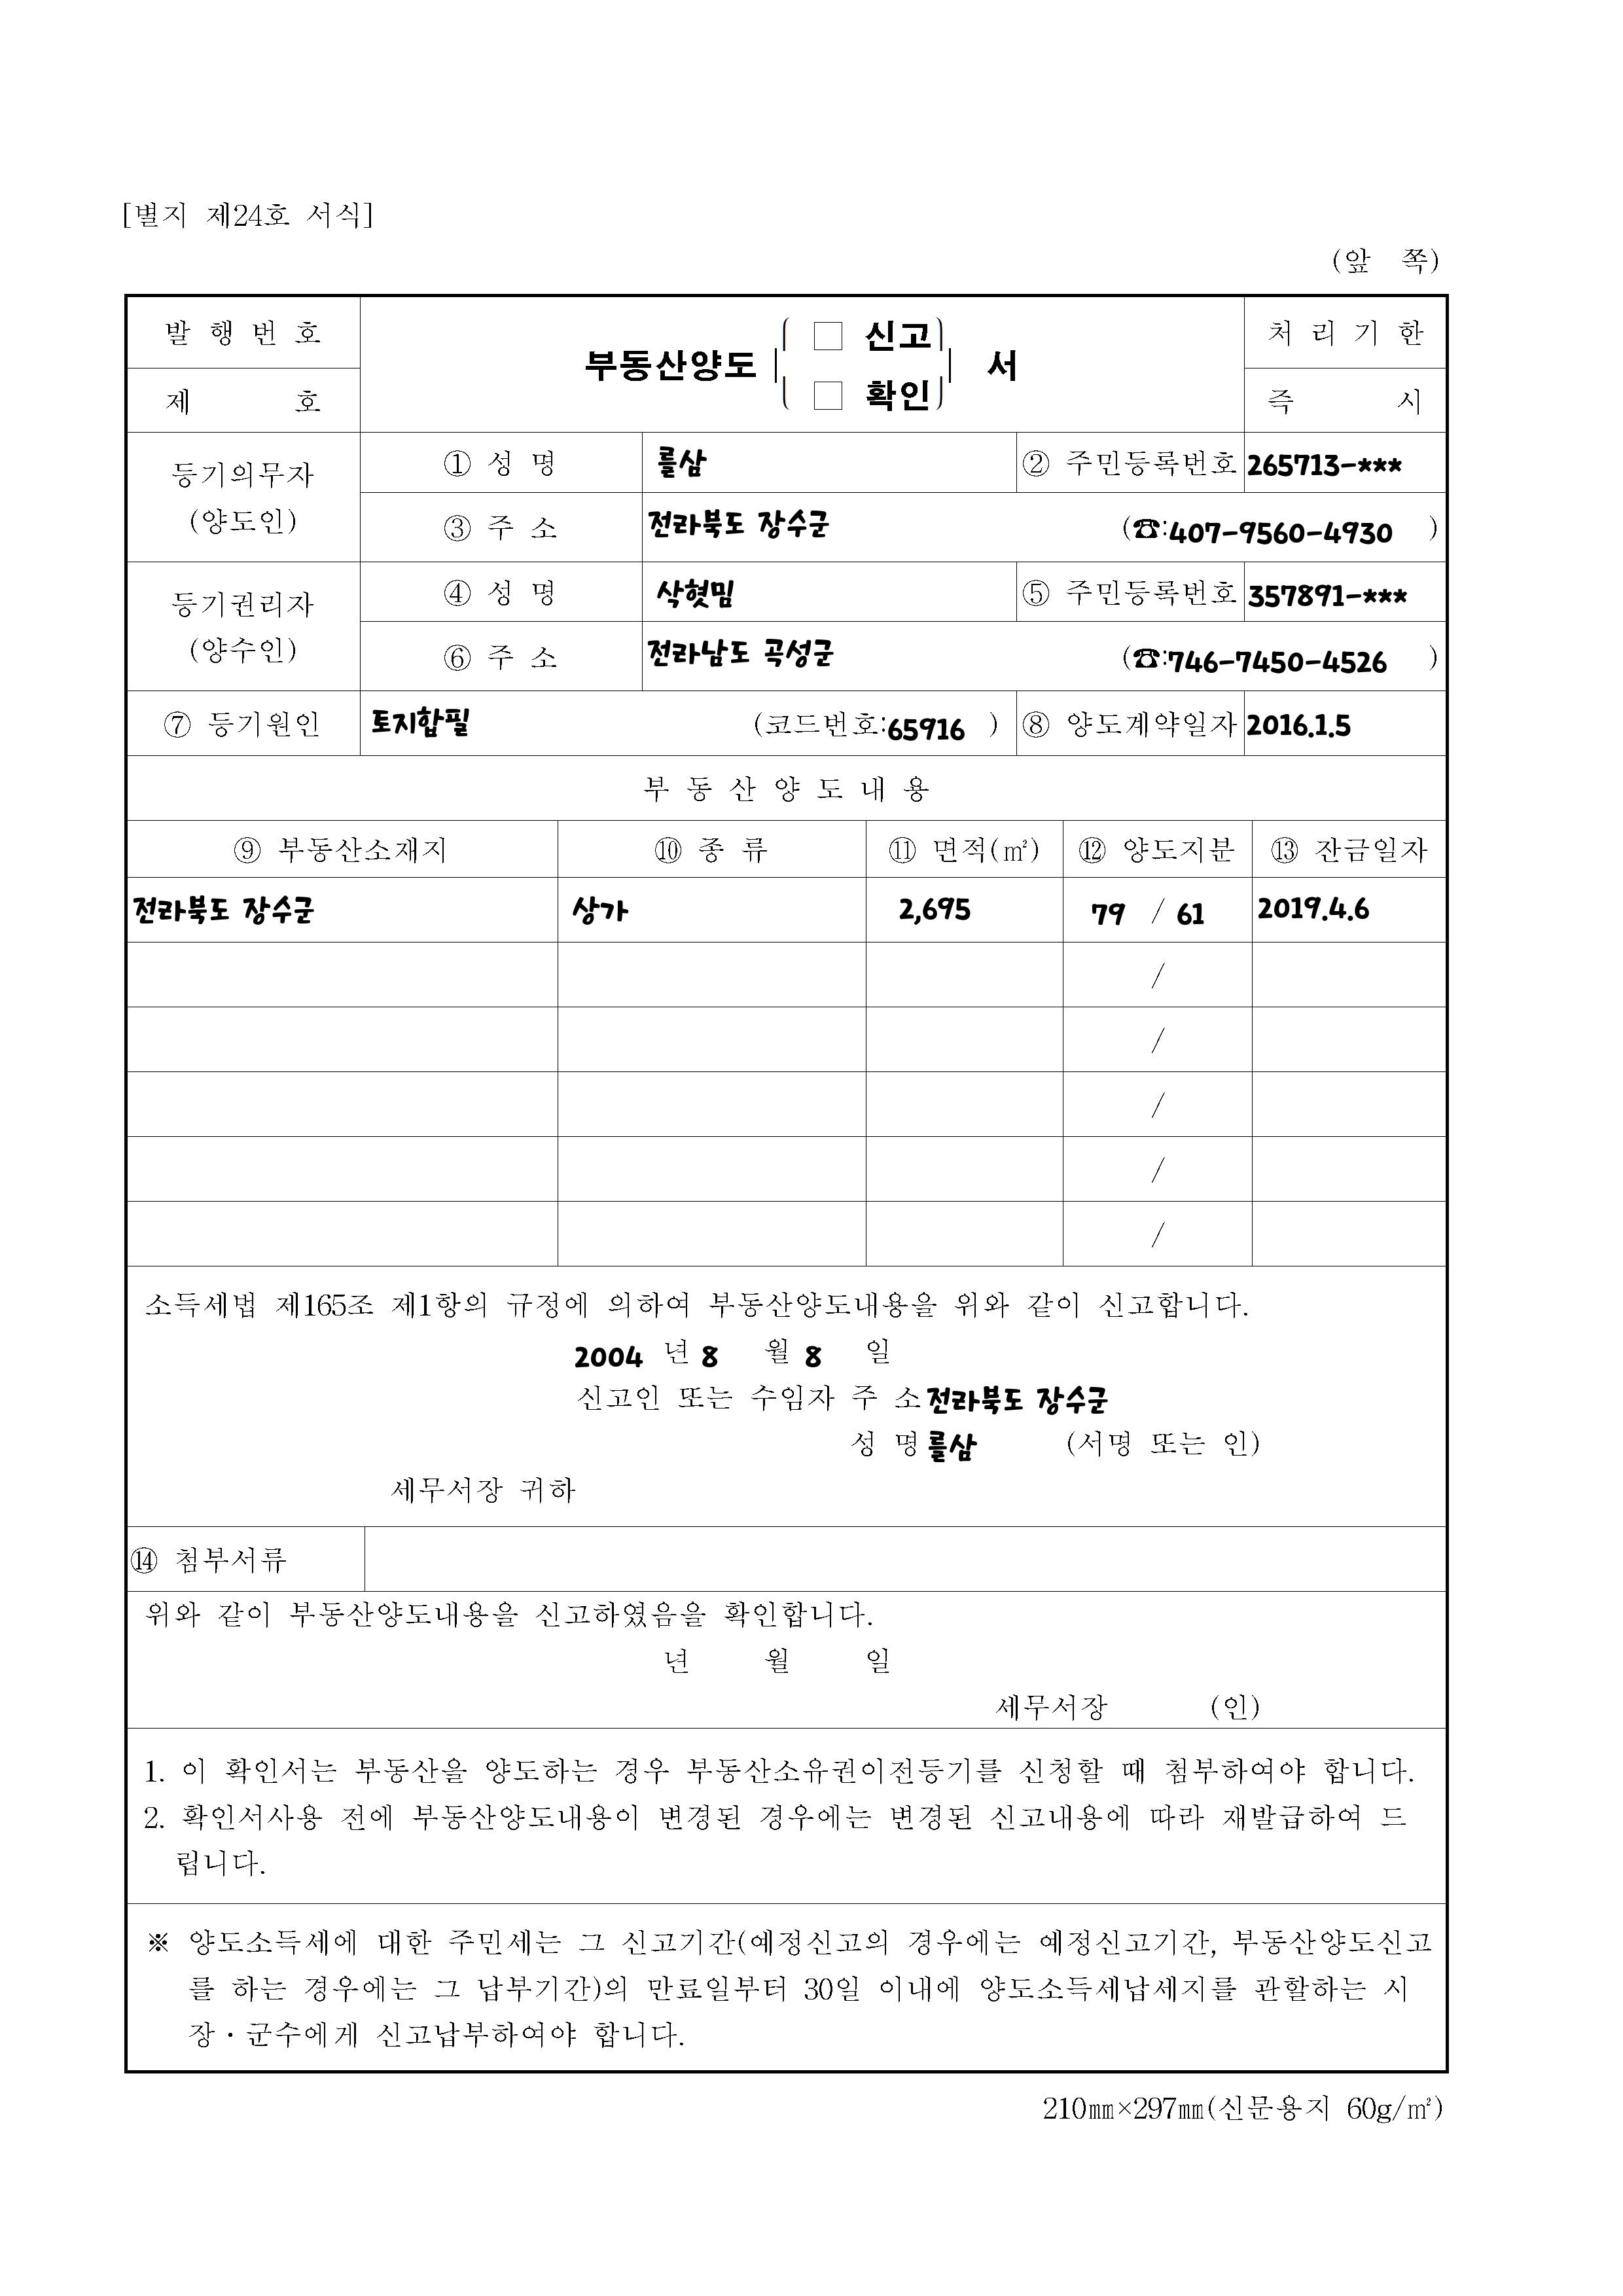 [별지 제24호 서식]
(앞 쪽)
발 행 번 호
제 호
부동산양도 □ 신고 □ 확인 서
처 리 기 한
즉 시
등기의무자
(양도인)
① 성 명 를삼 ② 주민등록번호 265713-***
③ 주 소 전라북도 장수군 (☎:407-9560-4930 )
등기권리자
(양수인)
④ 성 명 삭혓밈 ⑤ 주민등록번호 357891-***
⑥ 주 소 전라남도 곡성군 (☎:746-7450-4526 )
⑦ 등기원인 토지합필 (코드번호:65916 ) ⑧ 양도계약일자 2016.1.5
부 동 산 양 도 내 용
⑨ 부동산소재지 ⑩ 종 류 ⑪ 면적(㎡) ⑫ 양도지분 ⑬ 잔금일자
전라북도 장수군 상가 2,695 79 / 61 2019.4.6
/
/
/
/
/
소득세법 제165조 제1항의 규정에 의하여 부동산양도내용을 위와 같이 신고합니다.
2004 년 8 월 8 일
신고인 또는 수임자 주 소 전라북도 장수군
성 명 를삼 (서명 또는 인)
세무서장 귀하
⑭ 첨부서류
위와 같이 부동산양도내용을 신고하였음을 확인합니다.
년 월 일
세무서장 (인)
1. 이 확인서는 부동산을 양도하는 경우 부동산소유권이전등기를 신청할 때 첨부하여야 합니다.
2. 확인서사용 전에 부동산양도내용이 변경된 경우에는 변경된 신고내용에 따라 재발급하여 드
립니다.
※ 양도소득세에 대한 주민세는 그 신고기간(예정신고의 경우에는 예정신고기간, 부동산양도신고
를 하는 경우에는 그 납부기간)의 만료일부터 30일 이내에 양도소득세납세지를 관할하는 시
장·군수에게 신고납부하여야 합니다.
210㎜×297㎜(신문용지 60g/㎡)